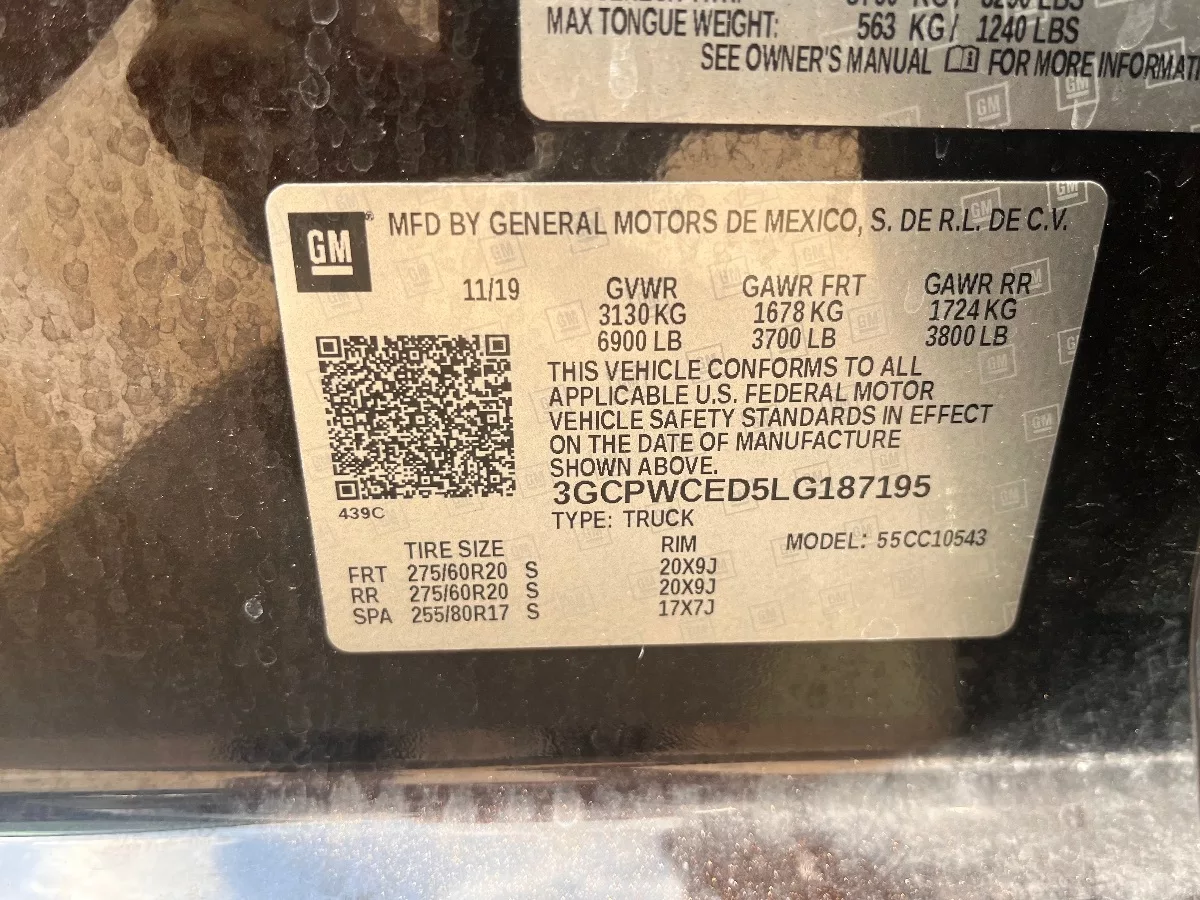 MAX TONGUE WEIGHT: 563 KG/ 1240 LBS
SEE OWNER'S MANUAL FOR MORE INFORMATI
GM
MFD BY GENERAL MOTORS DE MEXICO, S. DE R.L. DE C.V.
11/19 GVWR GAWR FRT GAWR RR
3130 KG 1678 KG 1724 KG
6900 LB 3700 LB 3800 LB
THIS VEHICLE CONFORMS TO ALL
APPLICABLE U.S. FEDERAL MOTOR
VEHICLE SAFETY STANDARDS IN EFFECT
ON THE DATE OF MANUFACTURE
SHOWN ABOVE.
3GCPWCED5LG187195
439C
TYPE: TRUCK
TIRE SIZE RIM MODEL: 55CC10543
FRT 275/60R20 S 20X9J
RR 275/60R20 S 20X9J
SPA 255/80R17 S 17X7J